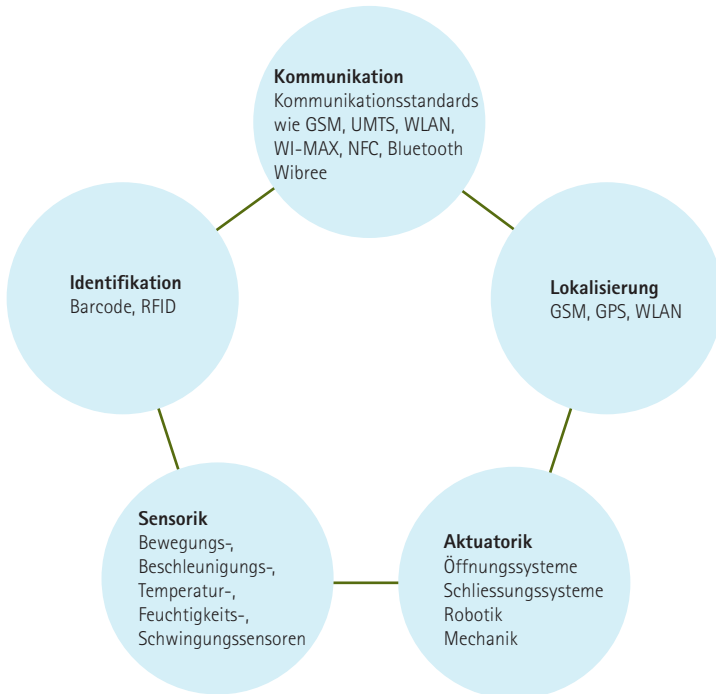 Kommunikation
Kommunikationsstandards
wie GSM, UMTS, WLAN,
WI-MAX, NFC, Bluetooth
Wibree
Identifikation
Barcode, RFID
Lokalisierung
GSM, GPS, WLAN
Sensorik
Bewegungs-,
Beschleunigungs-,
Temperatur-,
Feuchtigkeits-,
Schwingungssensoren
Aktuatorik
Öffnungssysteme
Schliessungssysteme
Robotik
Mechanik